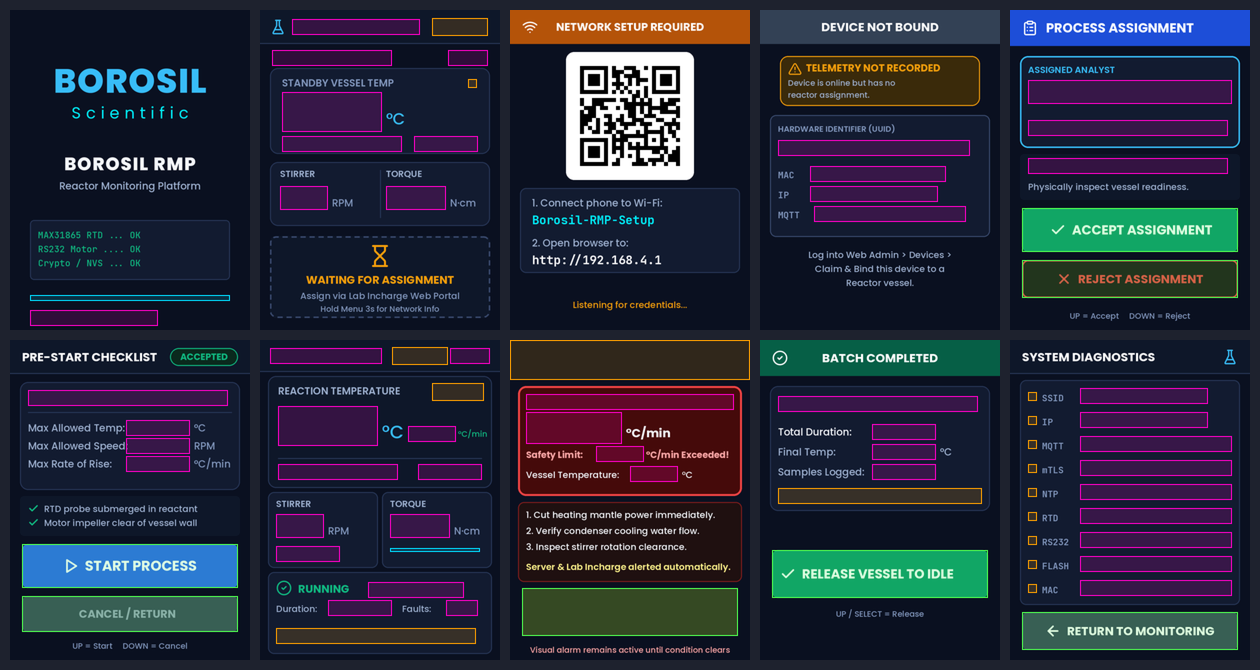 BOROSIL
Scientific
BOROSIL RMP
Reactor Monitoring Platform
MAX31865 RTD ... OK
RS232 Motor .... OK
Crypto / NVS ... OK
STANDBY VESSEL TEMP
°C
STIRRER
TORQUE
RPM
N·cm
WAITING FOR ASSIGNMENT
Assign via Lab Incharge Web Portal
Hold Menu 3s for Network Info
NETWORK SETUP REQUIRED
1. Connect phone to Wi-Fi:
Borosil-RMP-Setup
2. Open browser to:
http://192.168.4.1
Listening for credentials...
DEVICE NOT BOUND
TELEMETRY NOT RECORDED
Device is online but has no
reactor assignment.
HARDWARE IDENTIFIER (UUID)
MAC
IP
MQTT
Log into Web Admin > Devices >
Claim & Bind this device to a
Reactor vessel.
PROCESS ASSIGNMENT
ASSIGNED ANALYST
Physically inspect vessel readiness.
ACCEPT ASSIGNMENT
REJECT ASSIGNMENT
UP = Accept DOWN = Reject
PRE-START CHECKLIST
ACCEPTED
Max Allowed Temp: °C
Max Allowed Speed RPM
Max Rate of Rise: °C/min
RTD probe submerged in reactant
Motor impeller clear of vessel wall
START PROCESS
CANCEL / RETURN
UP = Start DOWN = Cancel
REACTION TEMPERATURE
°C
°C/min
STIRRER
TORQUE
RPM
N·cm
RUNNING
Duration:
Faults:
°C/min
Safety Limit: °C/min Exceeded!
Vessel Temperature: °C
1. Cut heating mantle power immediately.
2. Verify condenser cooling water flow.
3. Inspect stirrer rotation clearance.
Server & Lab Incharge alerted automatically.
Visual alarm remains active until condition clears
BATCH COMPLETED
Total Duration:
Final Temp: °C
Samples Logged:
RELEASE VESSEL TO IDLE
UP / SELECT = Release
SYSTEM DIAGNOSTICS
SSID
IP
MQTT
mTLS
NTP
RTD
RS232
FLASH
MAC
RETURN TO MONITORING